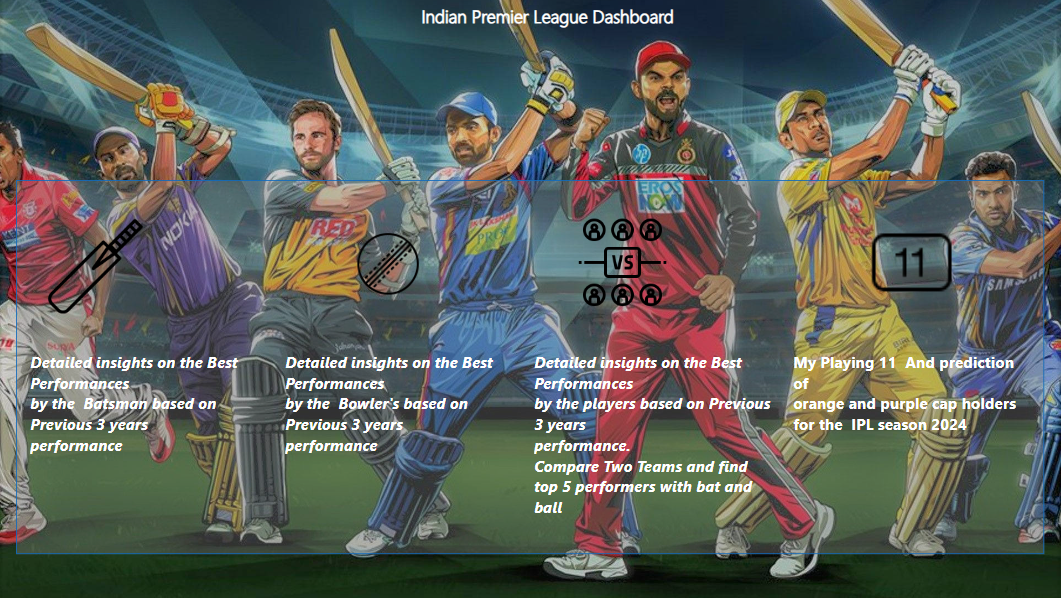 Indian Premier League Dashboard
RED
EROS
NOW
SAMSU
VS
11
Detailed insights on the Best
Performances
by the  Batsman based on
Previous 3 years
performance
Detailed insights on the Best
Performances
by the  Bowler's based on
Previous 3 years
performance
Detailed insights on the Best
Performances
by the players based on Previous
3 years
performance.
Compare Two Teams and find
top 5 performers with bat and
ball
My Playing 11  And prediction
of
orange and purple cap holders
for the  IPL season 2024